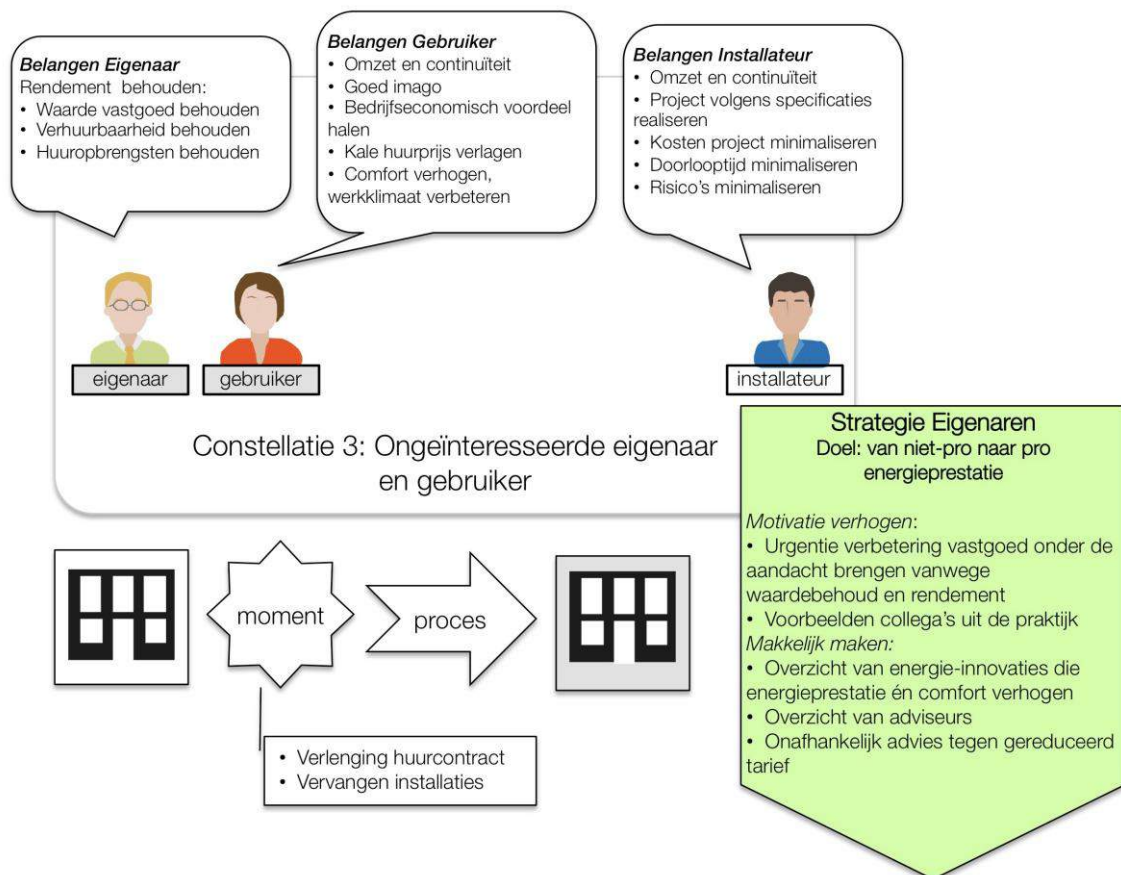 Belangen Eigenaar
Rendement behouden:
• Waarde vastgoed behouden
• Verhuurbaarheid behouden
• Huuropbrengsten behouden
Belangen Gebruiker
• Omzet en continuïteit
• Goed imago
• Bedrijfseconomisch voordeel
halen
• Kale huurprijs verlagen
• Comfort verhogen,
werkklimaat verbeteren
Belangen Installateur
• Omzet en continuïteit
• Project volgens specificaties
realiseren
• Kosten project minimaliseren
• Doorlooptijd minimaliseren
• Risico's minimaliseren
eigenaar
gebruiker
installateur
Constellatie 3: Ongeïnteresseerde eigenaar
en gebruiker
moment
proces
• Verlenging huurcontract
• Vervangen installaties
Strategie Eigenaren
Doel: van niet-pro naar pro
energieprestatie
Motivatie verhogen:
• Urgentie verbetering vastgoed onder de
aandacht brengen vanwege
waardebehoud en rendement
• Voorbeelden collega's uit de praktijk
Makkelijk maken:
• Overzicht van energie-innovaties die
energieprestatie én comfort verhogen
• Overzicht van adviseurs
• Onafhankelijk advies tegen gereduceerd
tarief